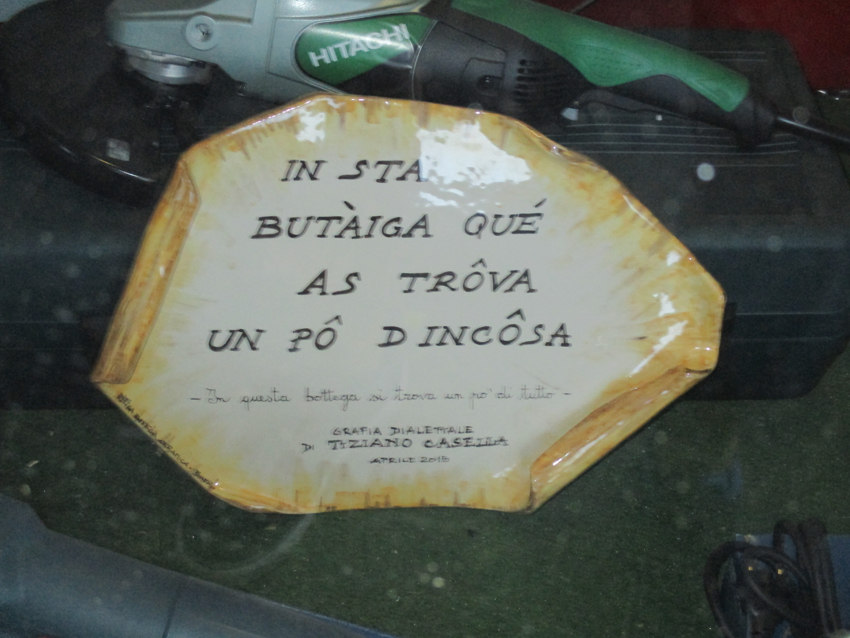 HITACHI
IN STA
BUTÀIGA QUÉ
AS TRÔVA
UN PÔ D INCÔSA
- In questa bottega si trova un po' di tutto -
GRAFIA DIALETTALE
DI TIZIANO CASELLA
APRILE 2015